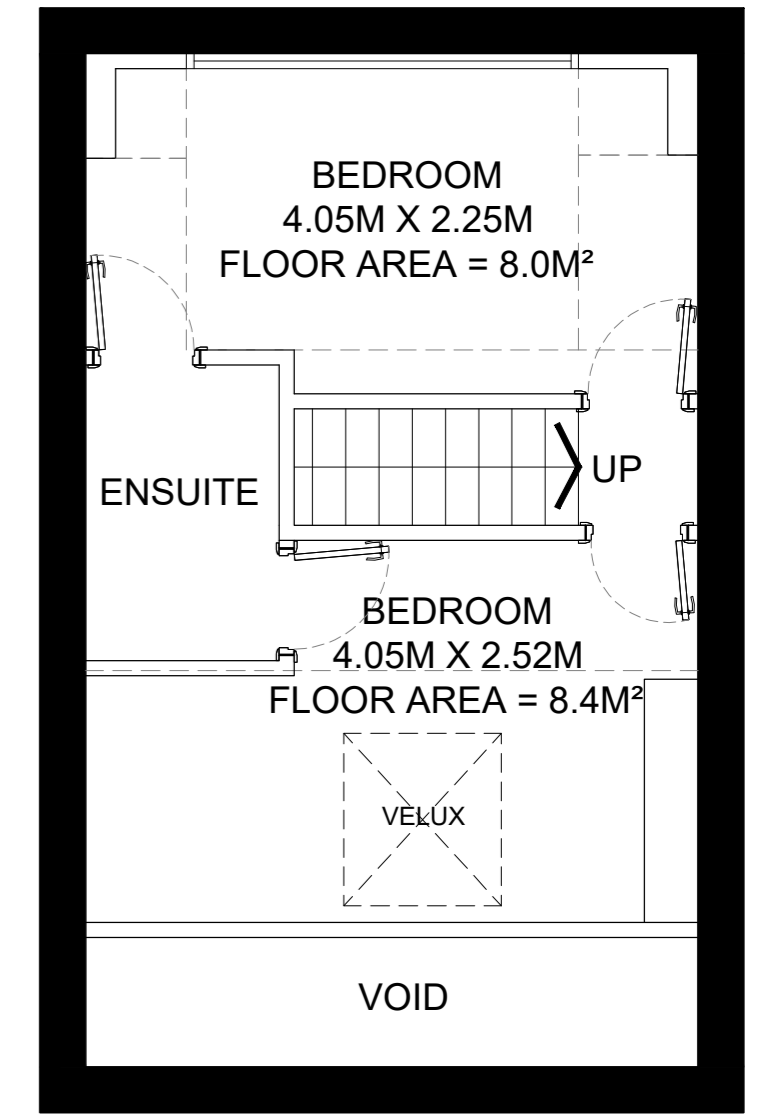 BEDROOM
4.05M X 2.25M
FLOOR AREA = 8.0M²
ENSUITE
UP
BEDROOM
4.05M X 2.52M
FLOOR AREA = 8.4M²
VELUX
VOID